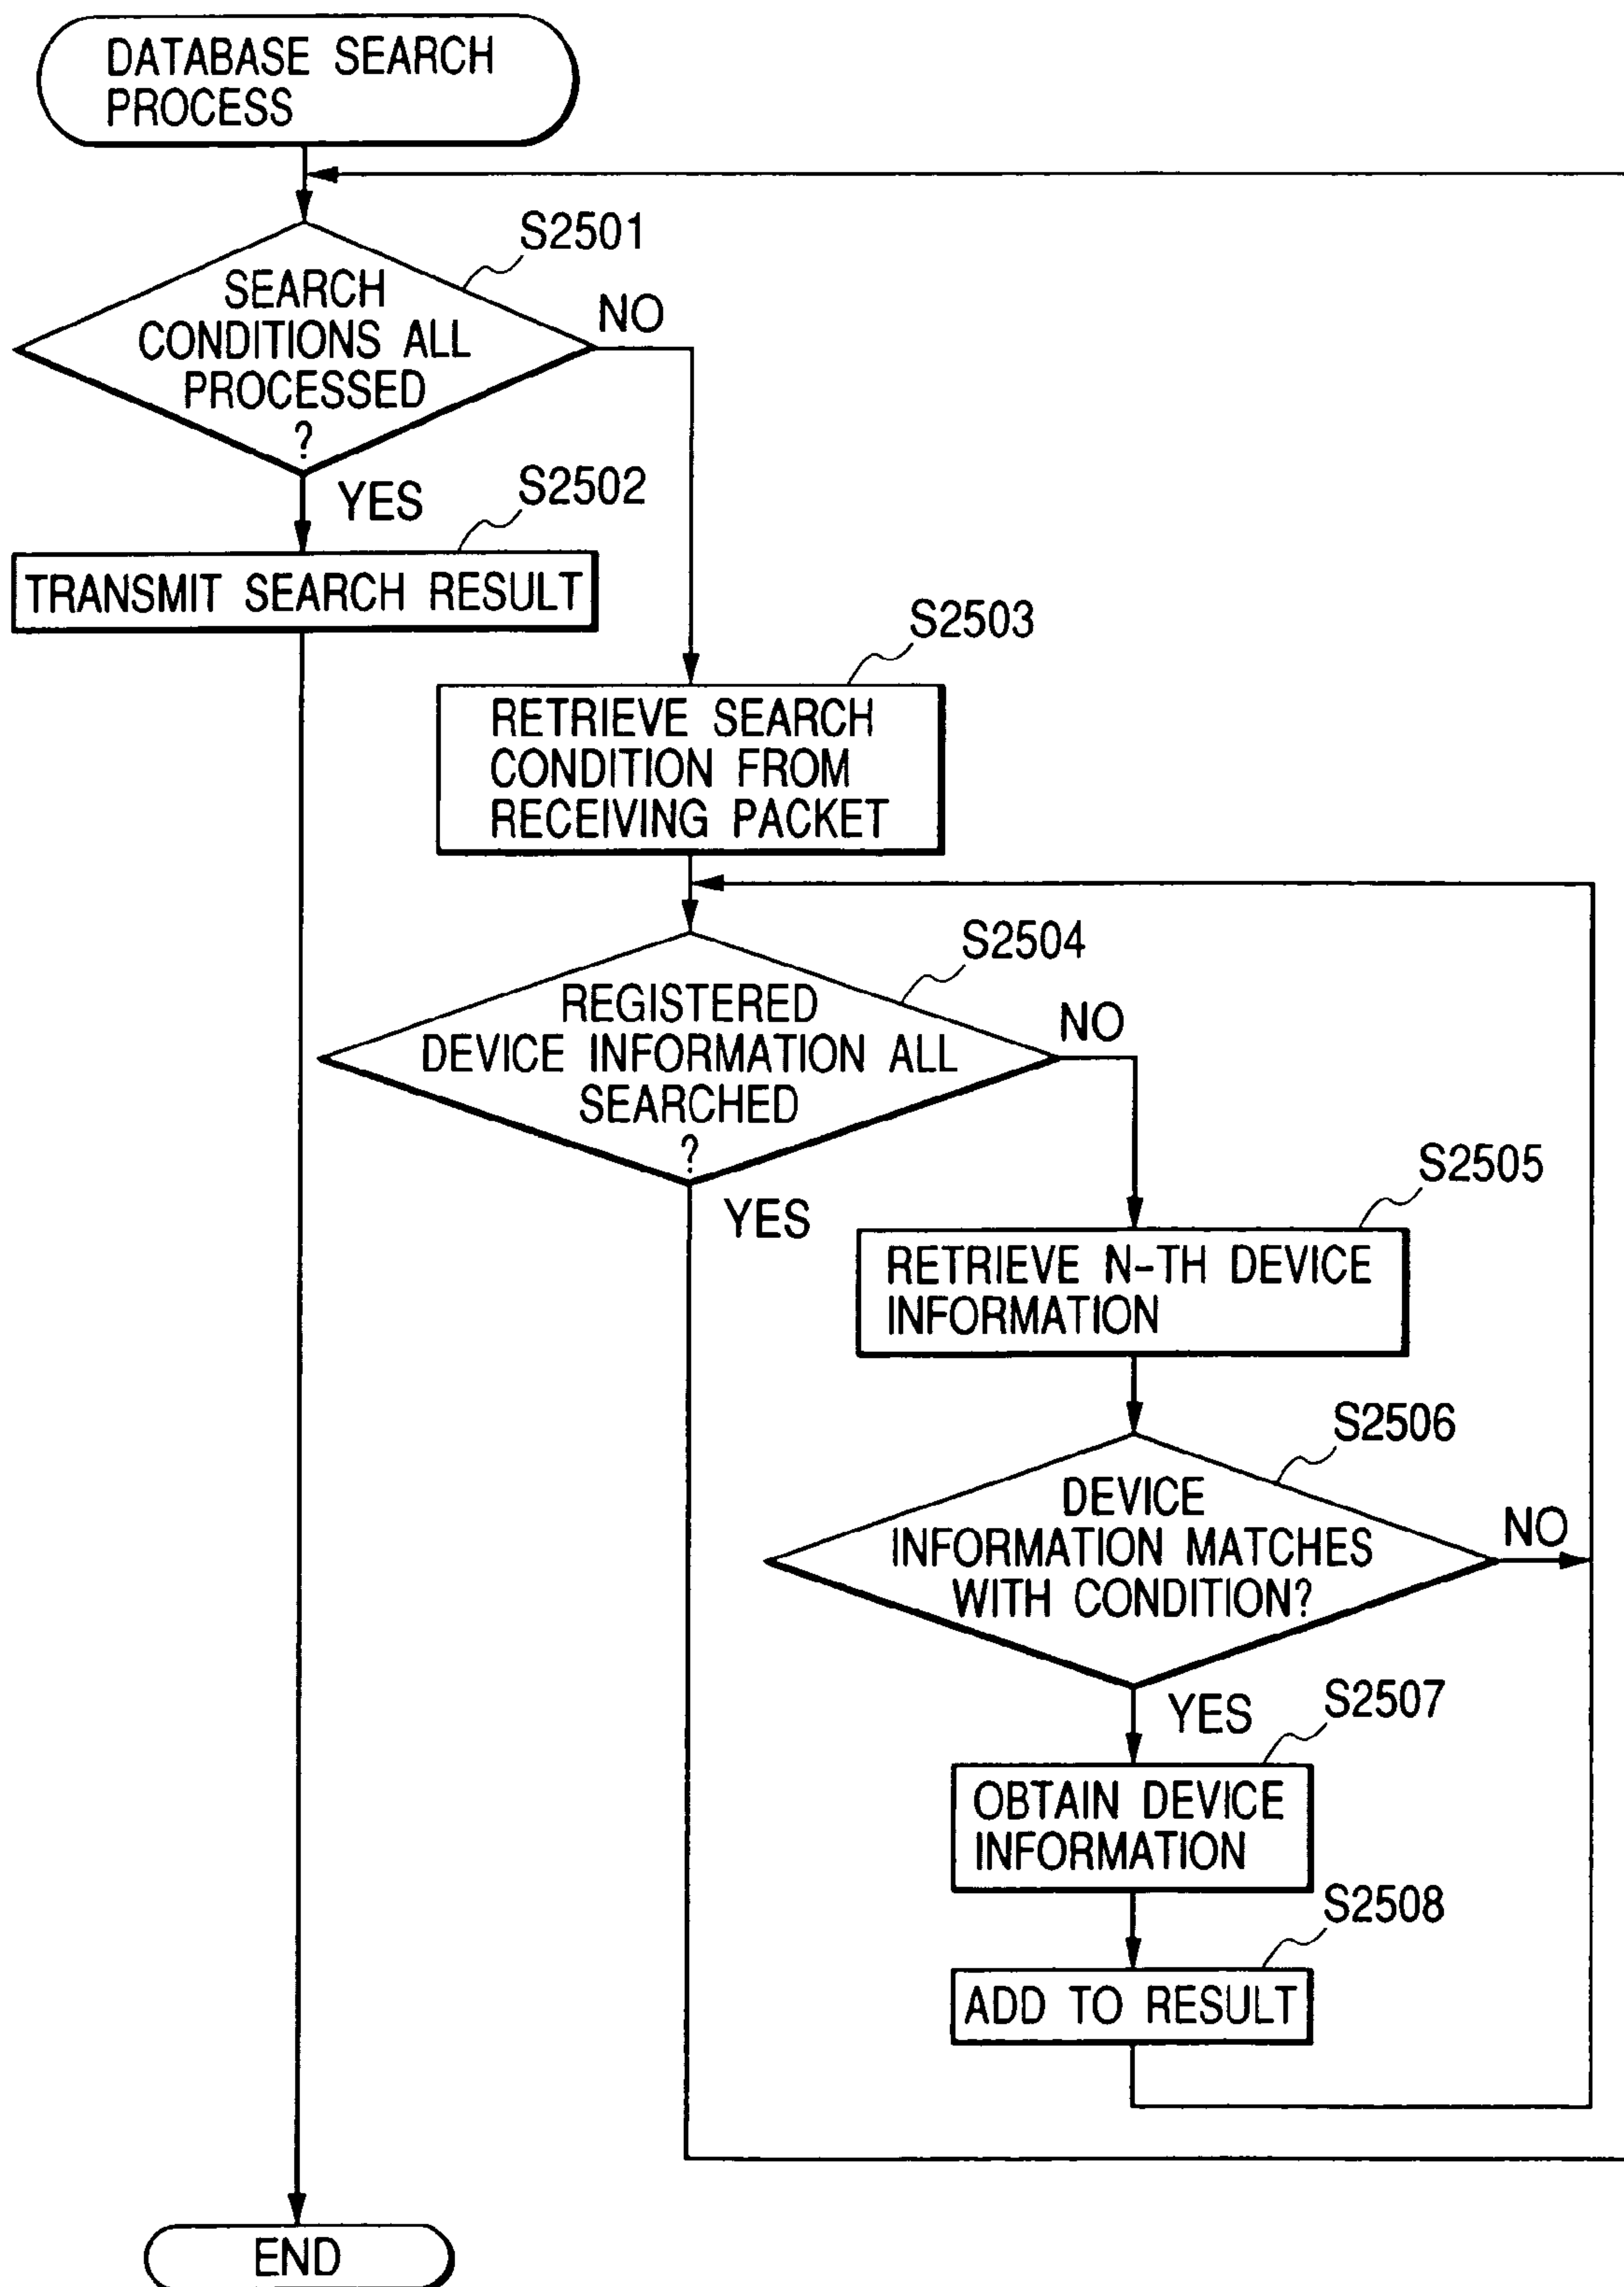 DATABASE SEARCH
PROCESS
S2501
SEARCH
CONDITIONS ALL
PROCESSED
?
NO
YES
S2502
TRANSMIT SEARCH RESULT
S2503
RETRIEVE SEARCH
CONDITION FROM
RECEIVING PACKET
S2504
REGISTERED
DEVICE INFORMATION ALL
SEARCHED
?
NO
YES
S2505
RETRIEVE N-TH DEVICE
INFORMATION
S2506
DEVICE
INFORMATION MATCHES
WITH CONDITION?
NO
YES
S2507
OBTAIN DEVICE
INFORMATION
S2508
ADD TO RESULT
END